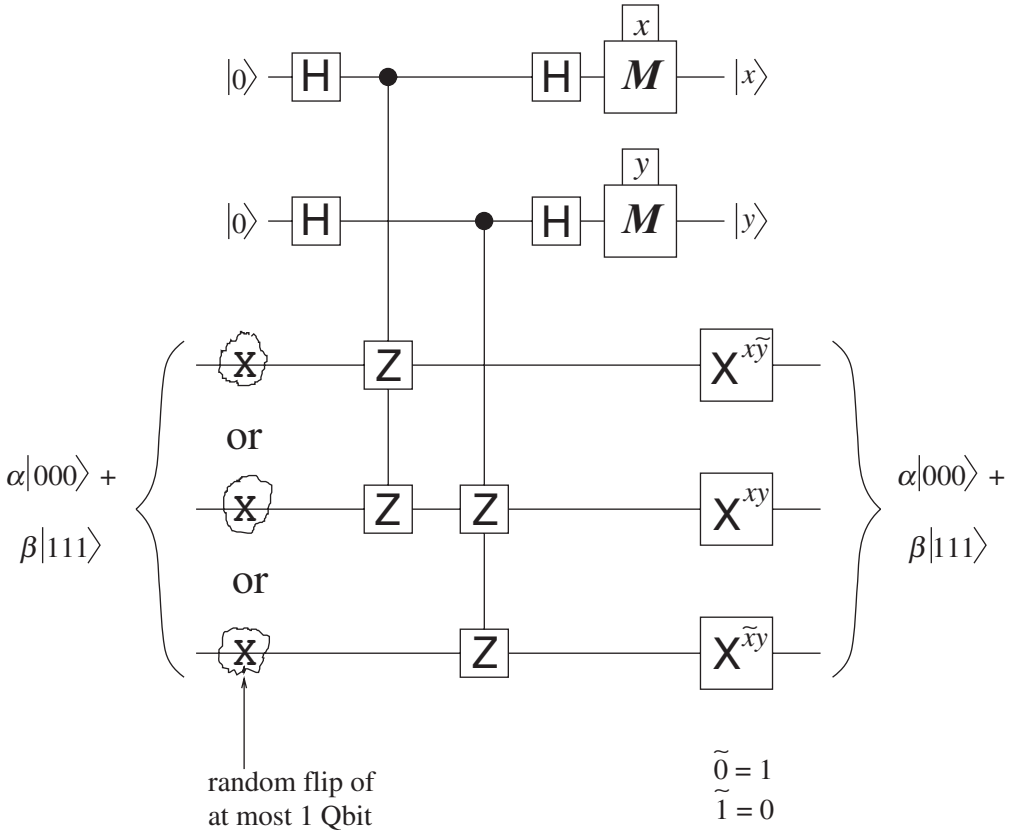 x
|0⟩ H H M |x⟩
y
|0⟩ H H M |y⟩
X Z X^{x\tilde{y}}
or
α|000⟩ + X Z Z X^{xy} α|000⟩ +
β|111⟩ β|111⟩
or
X Z X^{\tilde{x}y}
random flip of
at most 1 Qbit
\tilde{0} = 1
\tilde{1} = 0